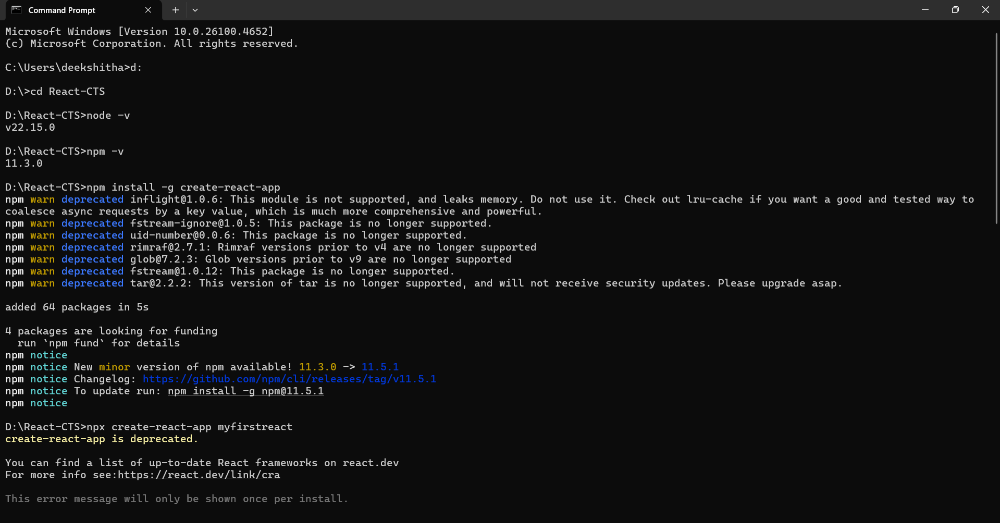 Command Prompt
Microsoft Windows [Version 10.0.26100.4652]
(c) Microsoft Corporation. All rights reserved.
C:\Users\deekshitha>d:
D:\>cd React-CTS
D:\React-CTS>node -v
v22.15.0
D:\React-CTS>npm -v
11.3.0
D:\React-CTS>npm install -g create-react-app
npm warn deprecated inflight@1.0.6: This module is not supported, and leaks memory. Do not use it. Check out lru-cache if you want a good and tested way to
coalesce async requests by a key value, which is much more comprehensive and powerful.
npm warn deprecated fstream-ignore@1.0.5: This package is no longer supported.
npm warn deprecated uid-number@0.0.6: This package is no longer supported.
npm warn deprecated rimraf@2.7.1: Rimraf versions prior to v4 are no longer supported
npm warn deprecated glob@7.2.3: Glob versions prior to v9 are no longer supported
npm warn deprecated fstream@1.0.12: This package is no longer supported.
npm warn deprecated tar@2.2.2: This version of tar is no longer supported, and will not receive security updates. Please upgrade asap.
added 64 packages in 5s
4 packages are looking for funding
  run `npm fund` for details
npm notice
npm notice New minor version of npm available! 11.3.0 -> 11.5.1
npm notice Changelog: https://github.com/npm/cli/releases/tag/v11.5.1
npm notice To update run: npm install -g npm@11.5.1
npm notice
D:\React-CTS>npx create-react-app myfirstreact
create-react-app is deprecated.
You can find a list of up-to-date React frameworks on react.dev
For more info see:https://react.dev/link/cra
This error message will only be shown once per install.